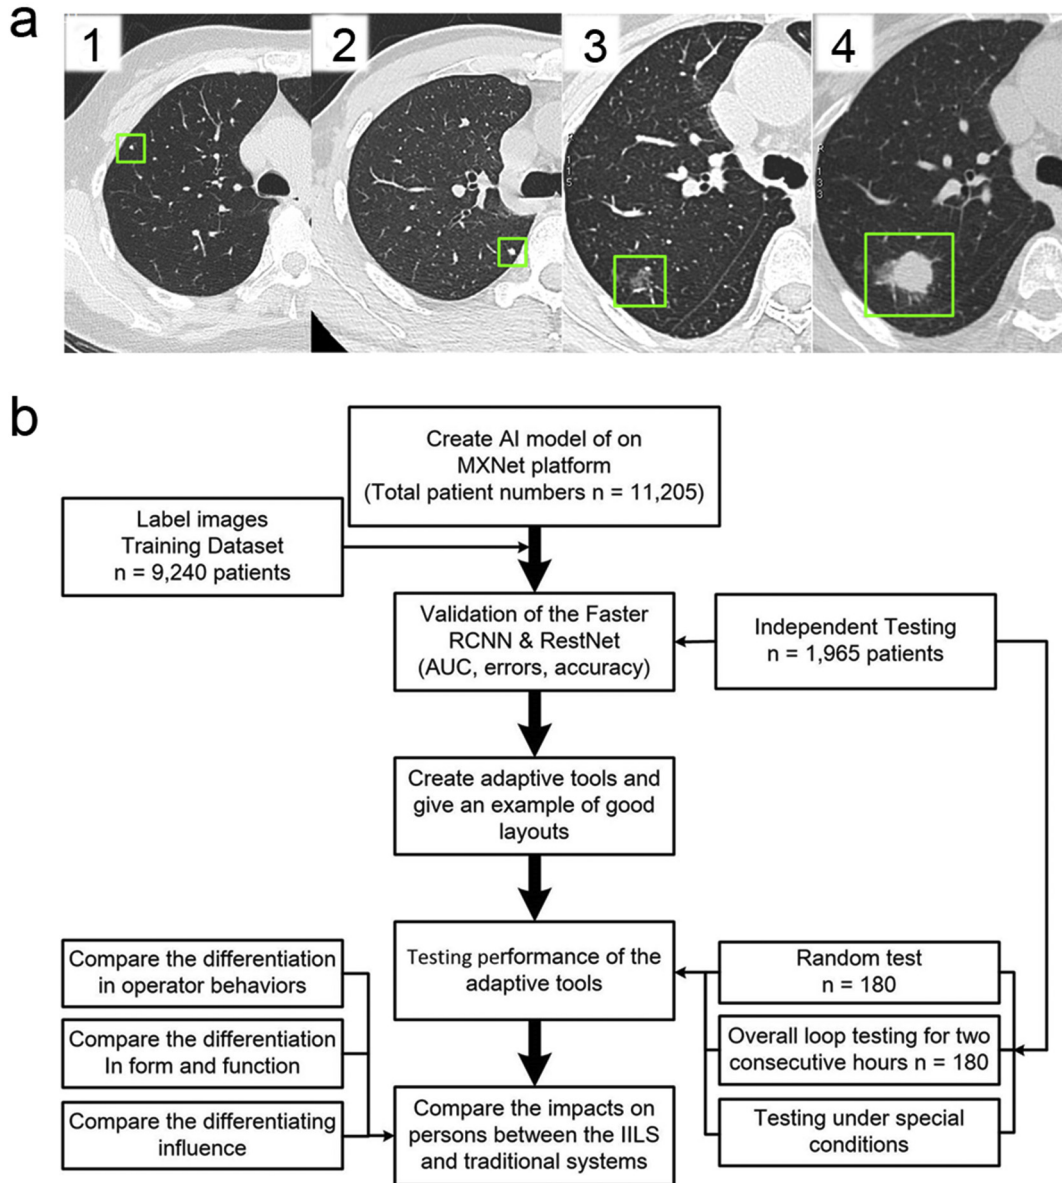 a
1
2
3
4
R
115
R
133
b
Create AI model of on
MXNet platform
(Total patient numbers n = 11,205)
Label images
Training Dataset
n = 9,240 patients
Validation of the Faster
RCNN & RestNet
(AUC, errors, accuracy)
Independent Testing
n = 1,965 patients
Create adaptive tools and
give an example of good
layouts
Testing performance of the
adaptive tools
Compare the differentiation
in operator behaviors
Compare the differentiation
In form and function
Compare the differentiating
influence
Random test
n = 180
Overall loop testing for two
consecutive hours n = 180
Testing under special
conditions
Compare the impacts on
persons between the IILS
and traditional systems